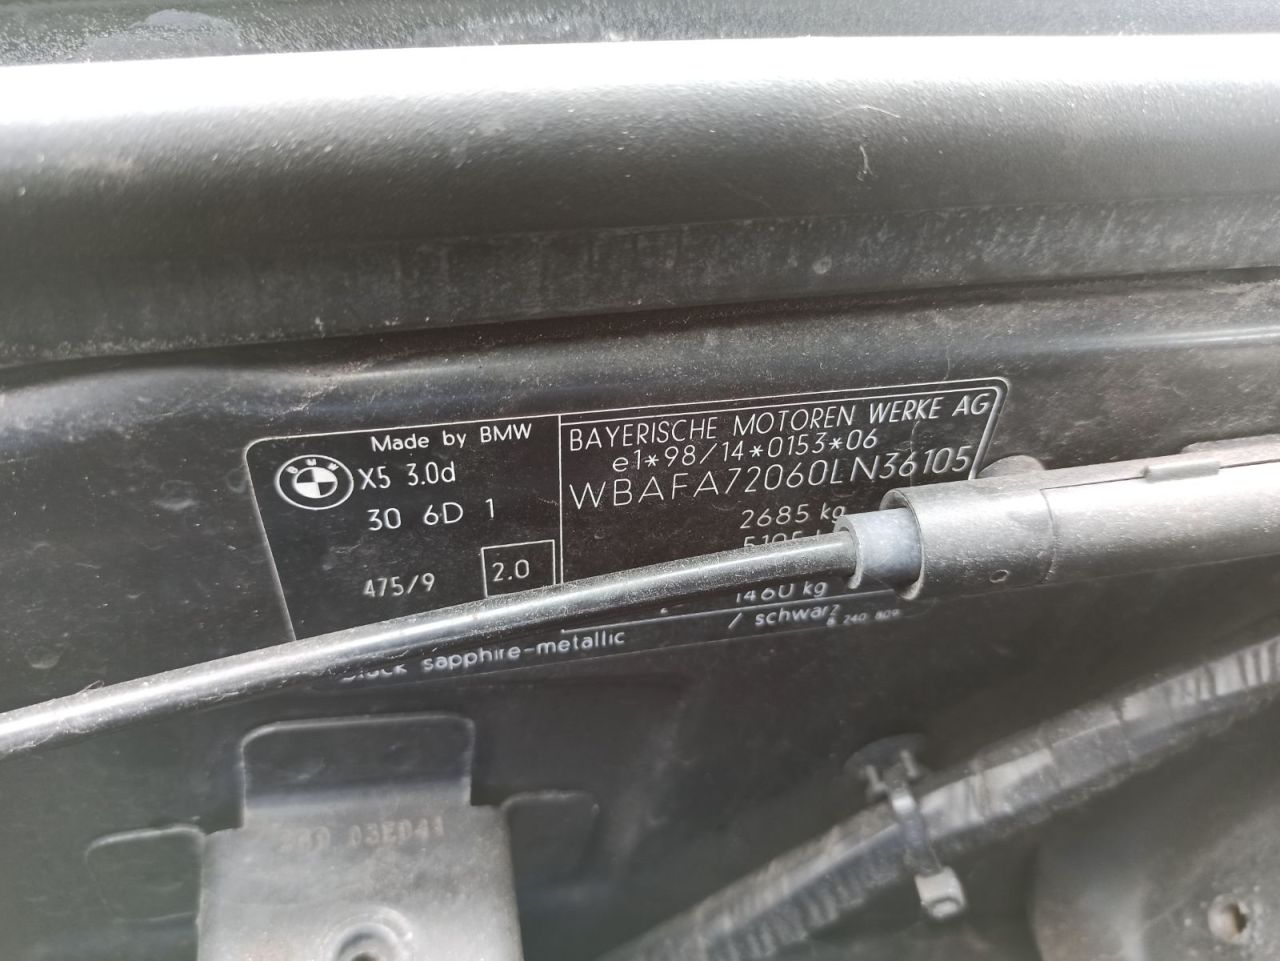 Made by BMW
X5 3.0d
30 6D 1
475/9
2.0
BAYERISCHE MOTOREN WERKE AG
e1*98/14*0153*06
WBAFA72060LN36105
2685 kg
1460 kg
sapphire-metallic
/ schwarz
03E041